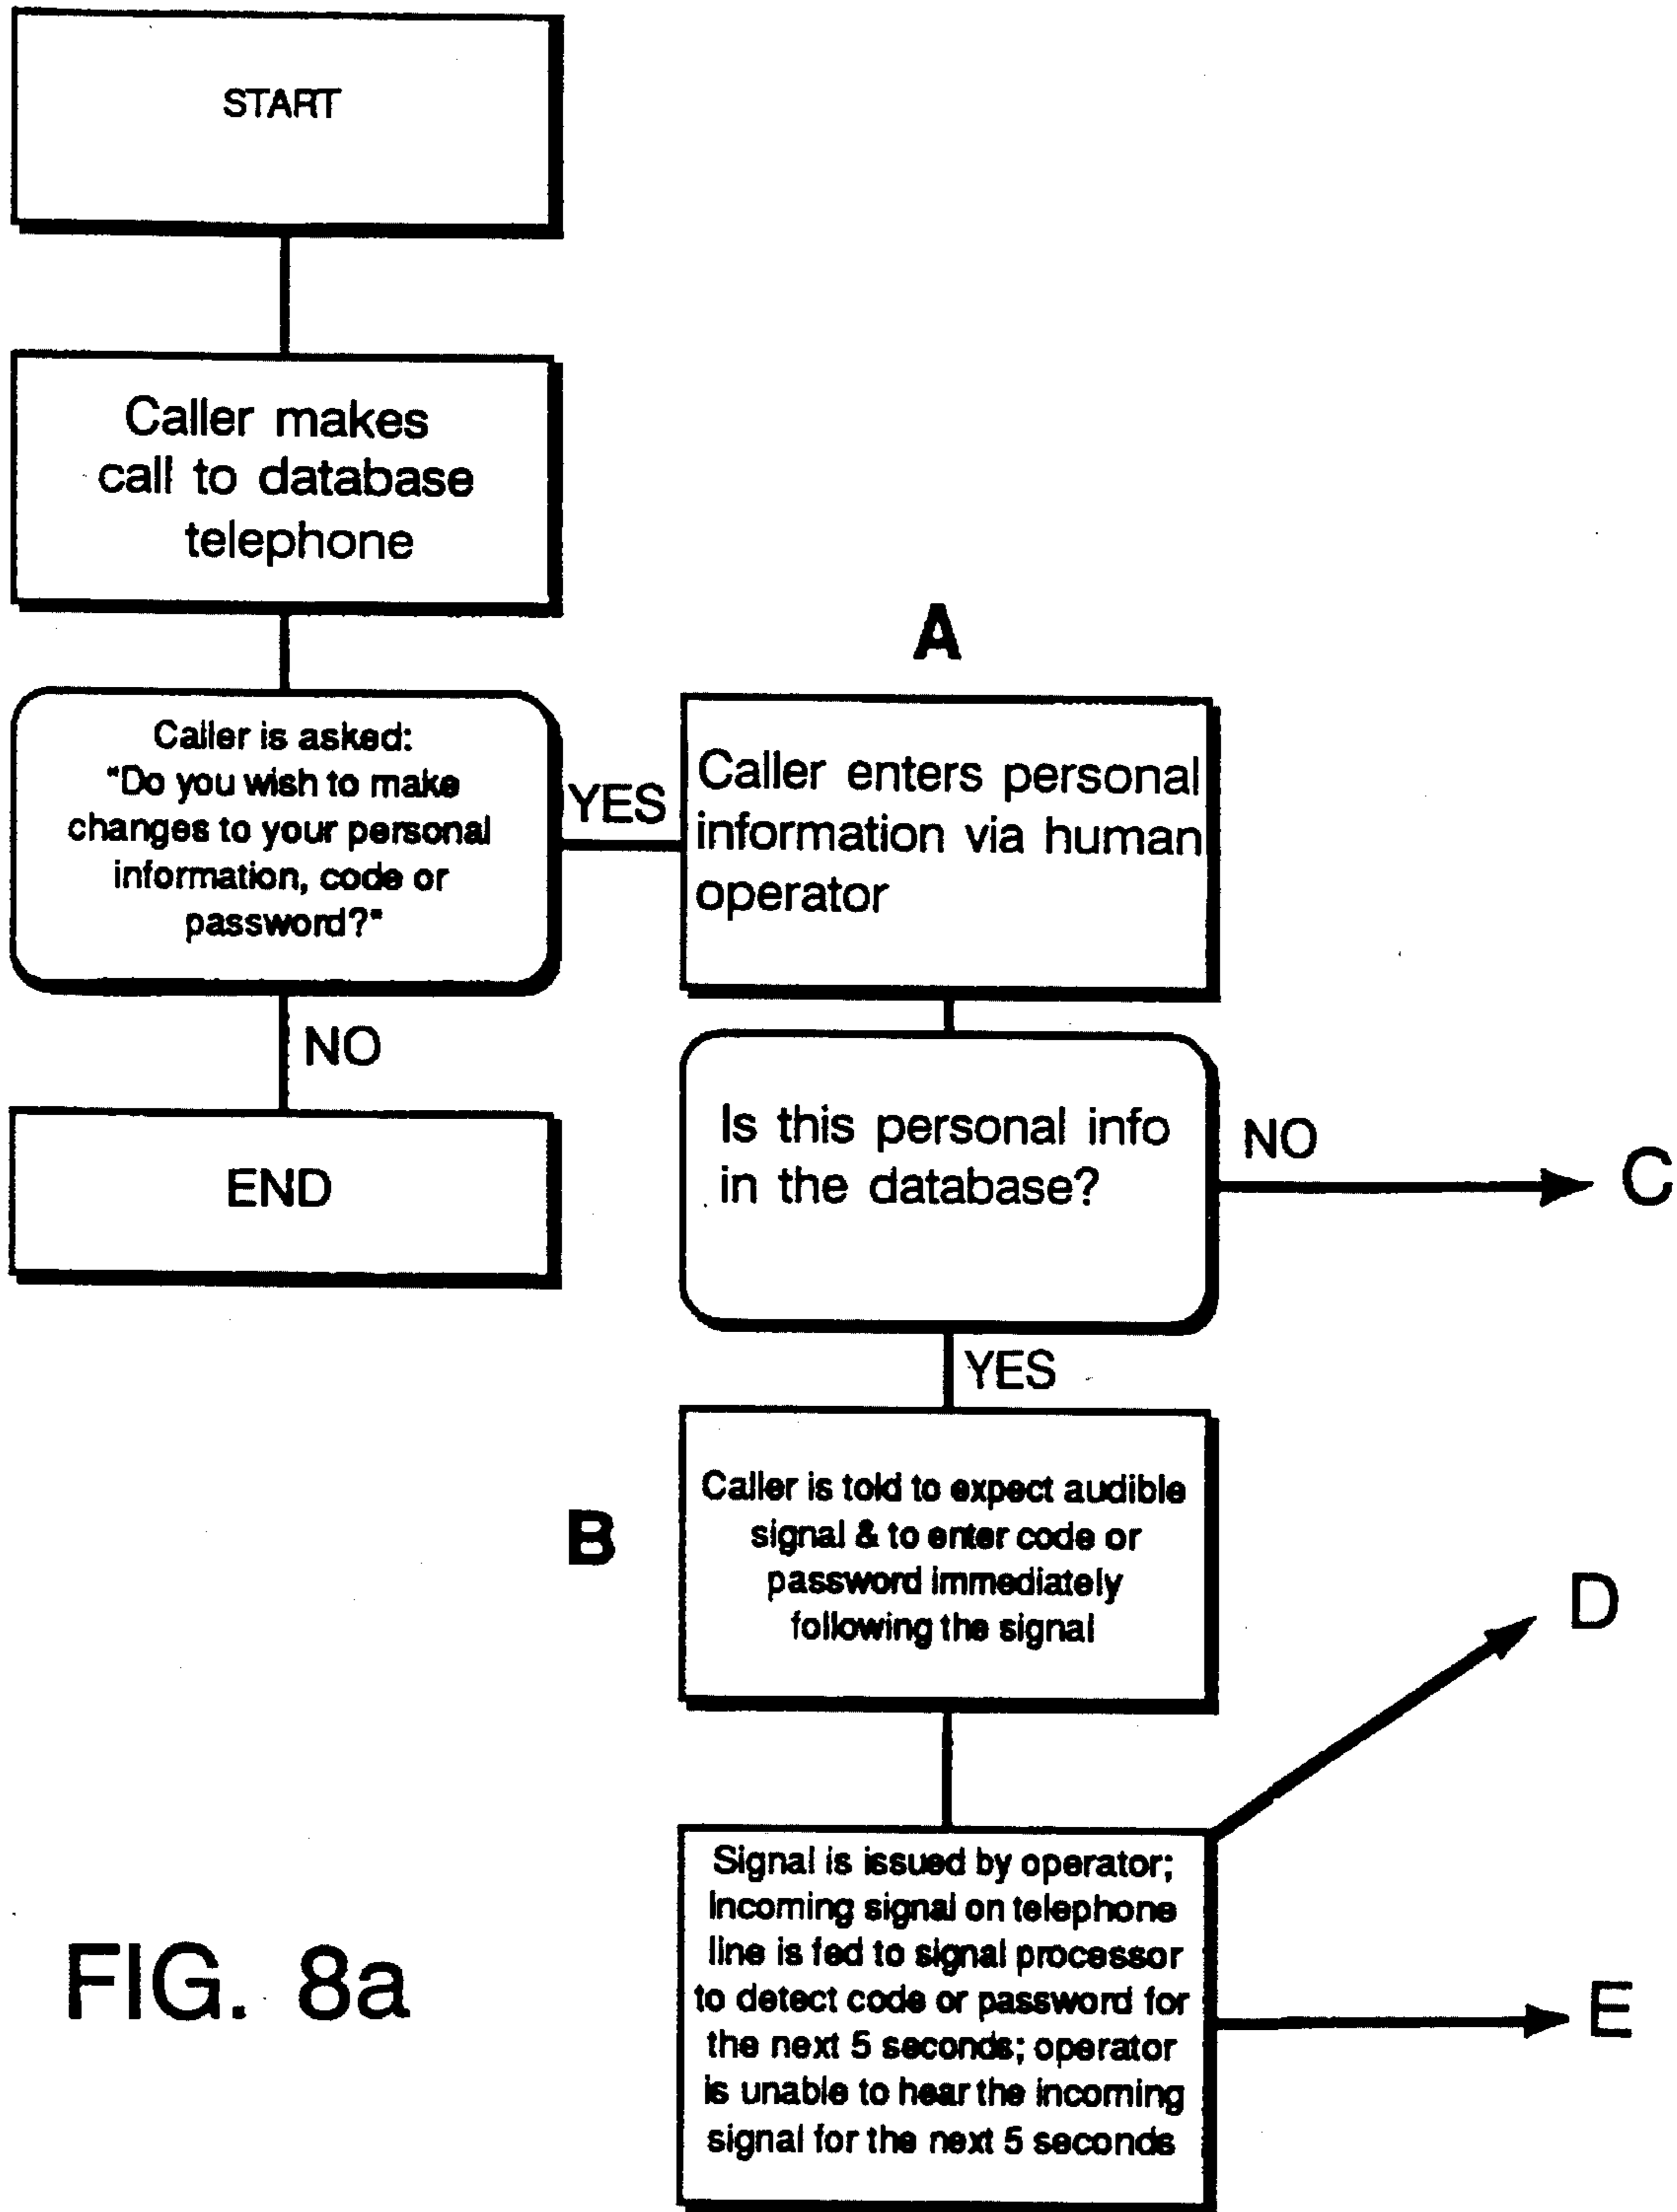 START
Caller makes
call to database
telephone
Caller is asked:
"Do you wish to make
changes to your personal
information, code or
password?"
YES
NO
END
A
Caller enters personal
information via human
operator
Is this personal info
in the database?
NO
C
YES
B
Caller is told to expect audible
signal & to enter code or
password immediately
following the signal
D
Signal is issued by operator;
Incoming signal on telephone
line is fed to signal processor
to detect code or password for
the next 5 seconds; operator
is unable to hear the incoming
signal for the next 5 seconds
E
FIG. 8a